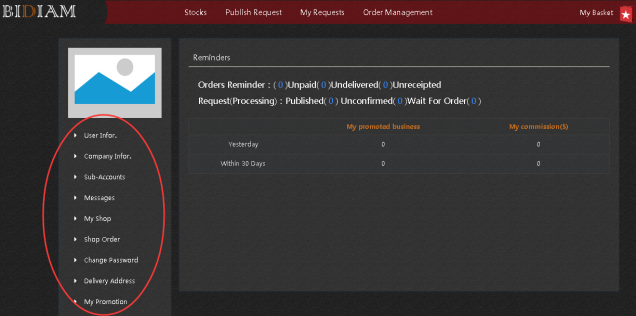 BIDIAM
Stocks Publish Request My Requests Order Management My Basket
Reminders
Orders Reminder : ( 0 )Unpaid( 0 )Undelivered( 0 )Unreceipted
Request(Processing) : Published( 0 ) Unconfirmed( 0 )Wait For Order( 0 )
My promoted business My commission($)
Yesterday 0 0
Within 30 Days 0 0
User Infor.
Company Infor.
Sub-Accounts
Messages
My Shop
Shop Order
Change Password
Delivery Address
My Promotion